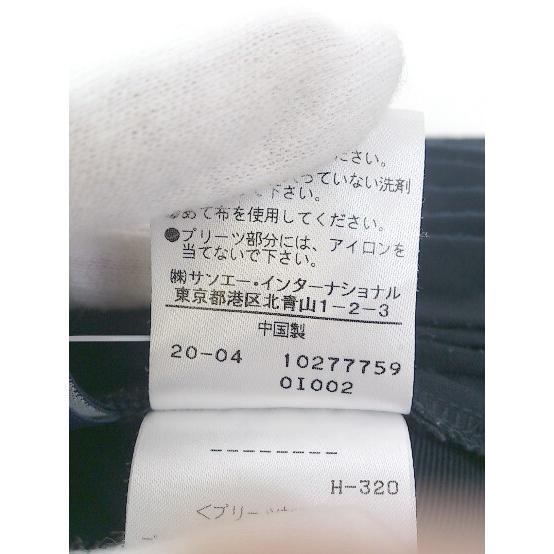 ださい。
っていない洗剤
下さい。
あて布を使用してください。
●プリーツ部分には、アイロンを
当てないで下さい。
㈱サンエー・インターナショナル
東京都港区北青山1-2-3
中国製
20-04 10277759
01002
---------
H-320
<プリーツ